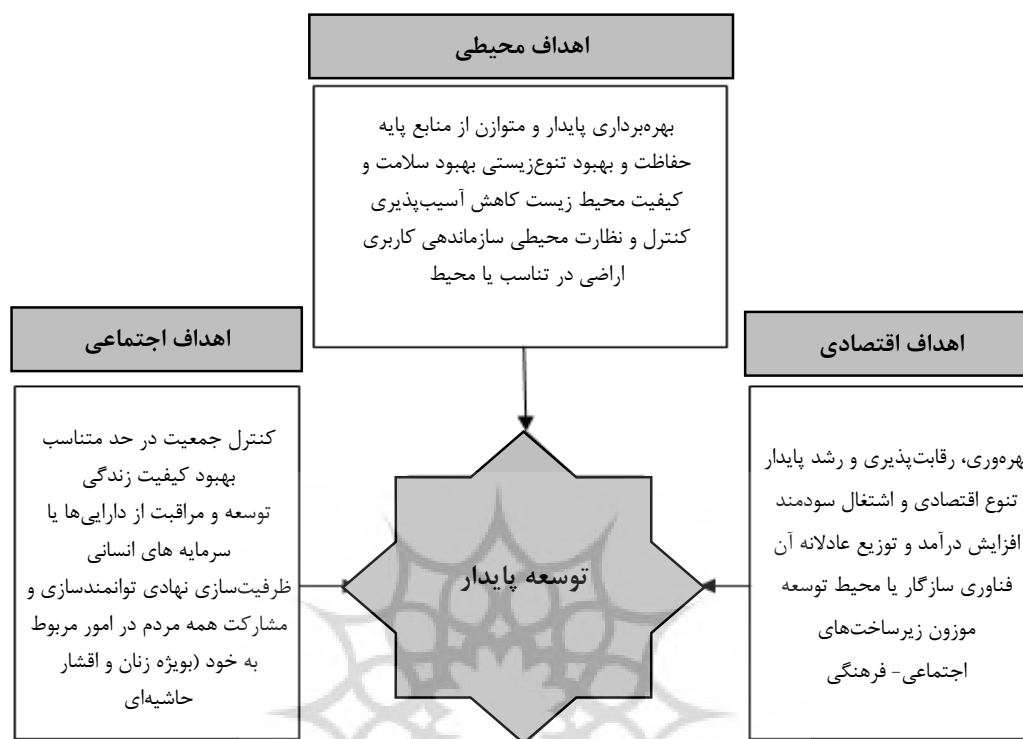 اهداف محیطی
بهره‌برداری پایدار و متوازن از منابع پایه
حفاظت و بهبود تنوع‌زیستی بهبود سلامت و
کیفیت محیط زیست کاهش آسیب‌پذیری
کنترل و نظارت محیطی سازماندهی کاربری
اراضی در تناسب یا محیط
اهداف اقتصادی
هره‌وری، رقابت‌پذیری و رشد پایدار
تنوع اقتصادی و اشتغال سودمند
افزایش درآمد و توزیع عادلانه آن
فناوری سازگار یا محیط توسعه
موزون زیرساخت‌های
اجتماعی- فرهنگی
توسعه پایدار
اهداف اجتماعی
کنترل جمعیت در حد متناسب
بهبود کیفیت زندگی
توسعه و مراقبت از دارایی‌ها یا
سرمایه های انسانی
ظرفیت‌سازی نهادی توانمندسازی و
مشارکت همه مردم در امور مربوط
به خود (بویژه زنان و اقشار
حاشیه‌ای